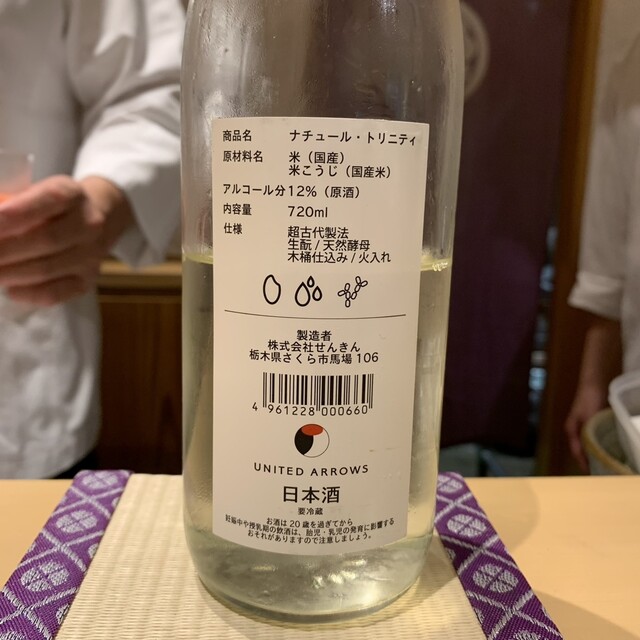 商品名 ナチュール・トリニティ
原材料名 米（国産）
米こうじ（国産米）
アルコール分12%（原酒）
内容量 720ml
仕様 超古代製法
生酛/天然酵母
木桶仕込み/火入れ
製造者
株式会社せんきん
栃木県さくら市馬場106
4 961228 000660
UNITED ARROWS
日本酒
要冷蔵
お酒は20歳を過ぎてから
妊娠中や授乳期の飲酒は、胎児・乳児の発育に影響する
おそれがありますので注意しましょう。